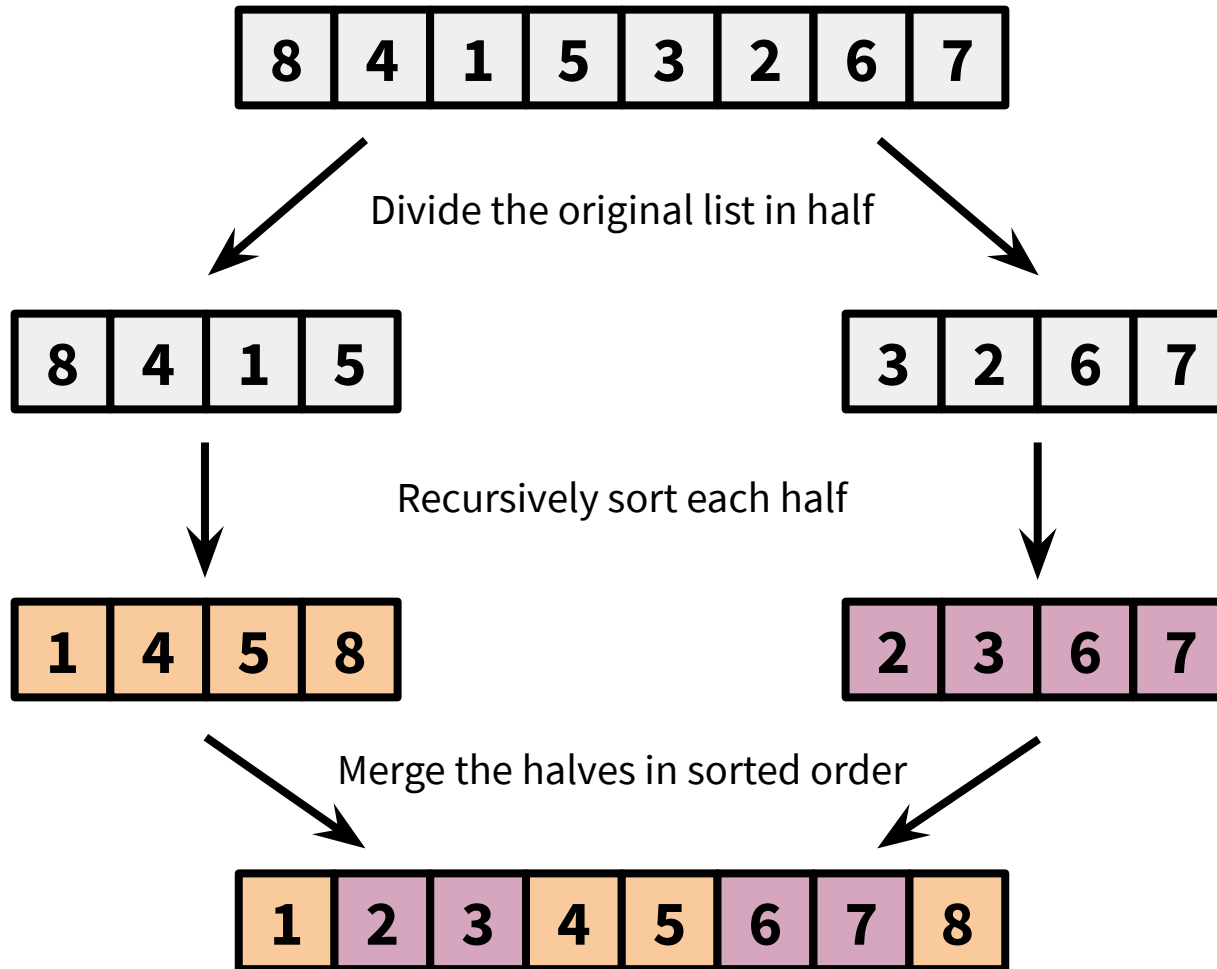 8 4 1 5 3 2 6 7
Divide the original list in half
8 4 1 5
3 2 6 7
Recursively sort each half
1 4 5 8
2 3 6 7
Merge the halves in sorted order
1 2 3 4 5 6 7 8